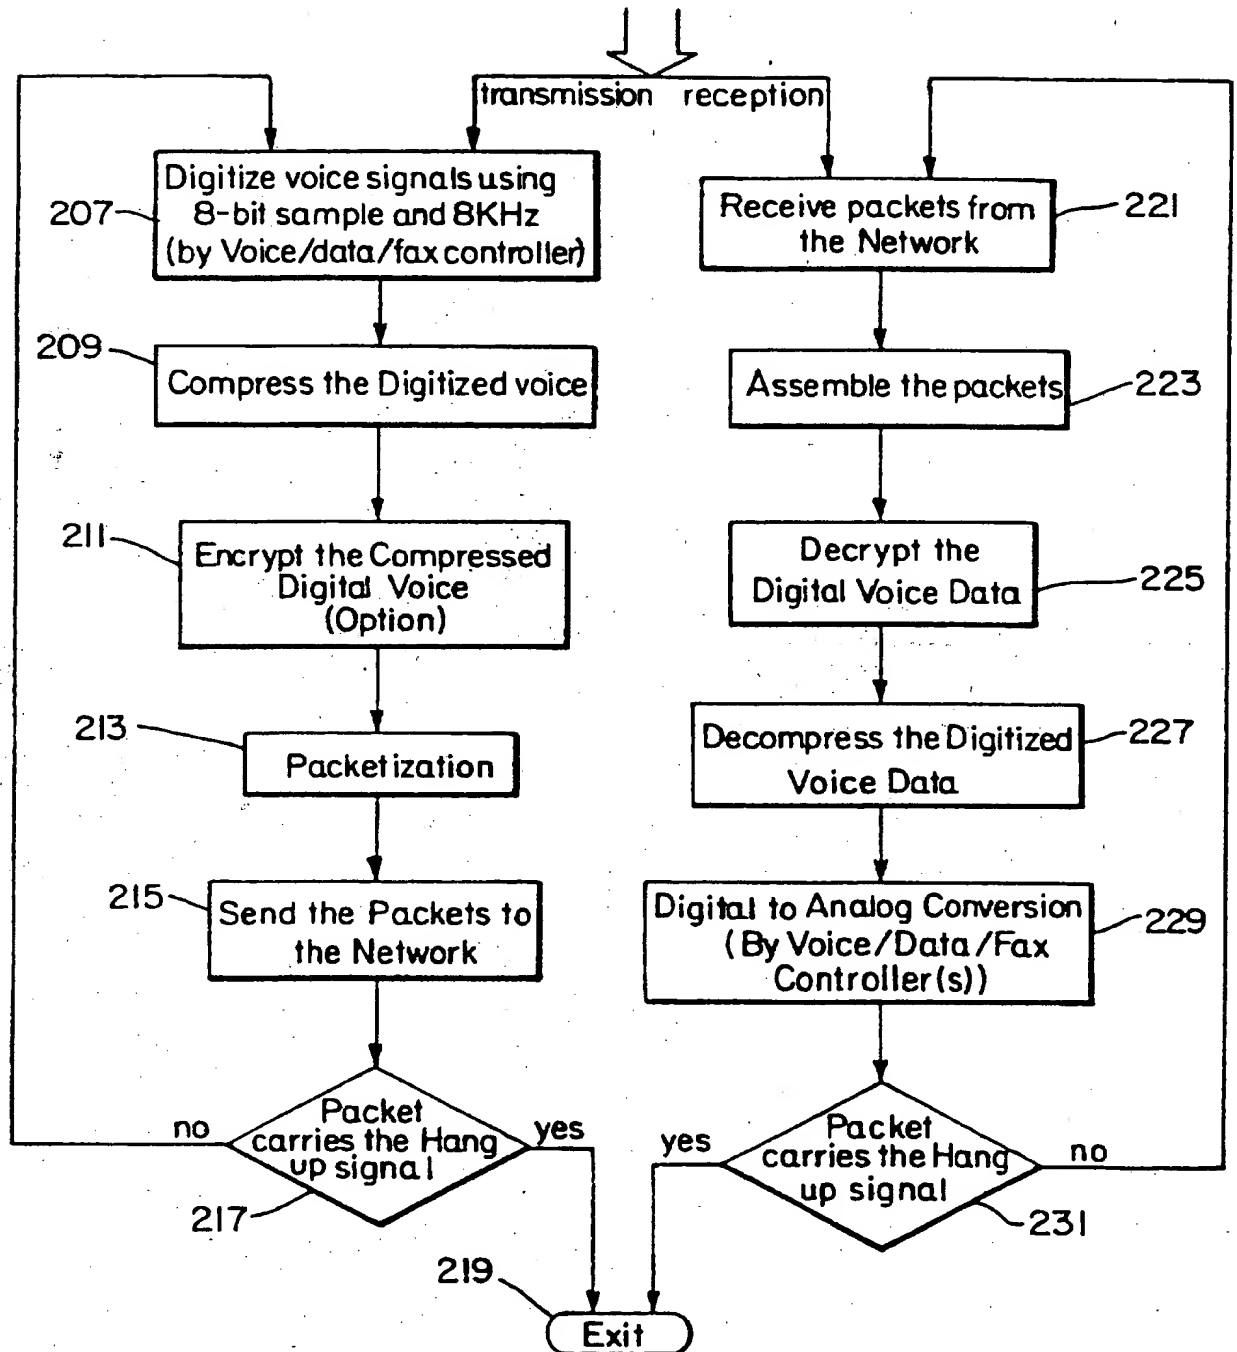 transmission reception
Digitize voice signals using
8-bit sample and 8KHz
(by Voice/data/fax controller)
207
209
Compress the Digitized voice
211
Encrypt the Compressed
Digital Voice
(Option)
213
Packetization
215
Send the Packets to
the Network
no
Packet
carries the Hang
up signal
yes
217
Receive packets from
the Network
221
Assemble the packets
223
Decrypt the
Digital Voice Data
225
Decompress the Digitized
Voice Data
227
Digital to Analog Conversion
(By Voice/Data/Fax
Controller(s))
229
yes
Packet
carries the Hang
up signal
no
231
219
Exit